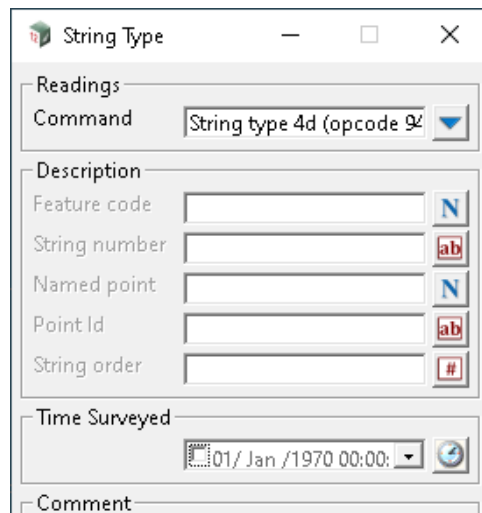 String Type
Readings
Command String type 4d (opcode 94
Description
Feature code
N
String number
ab
Named point
N
Point Id
ab
String order
#
Time Surveyed
01/ Jan /1970 00:00:
Comment